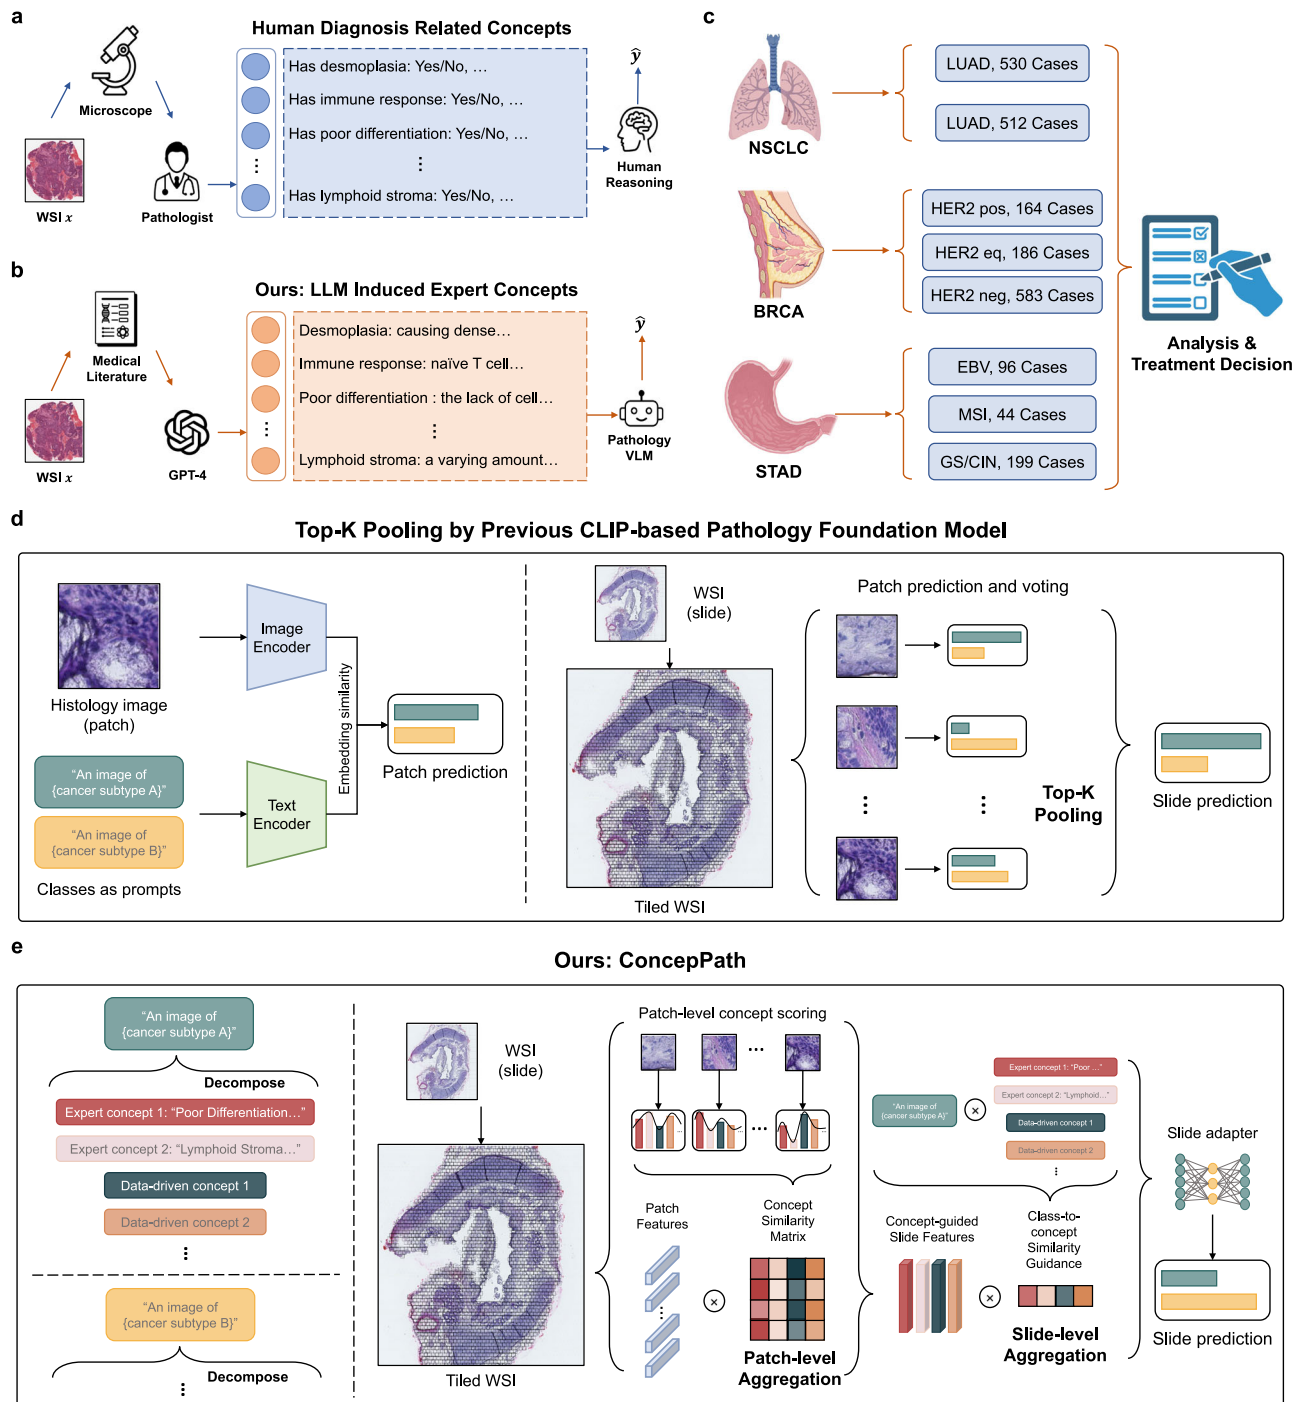 a
Human Diagnosis Related Concepts
Microscope
WSI x
Pathologist
Has desmoplasia: Yes/No, …
Has immune response: Yes/No, …
Has poor differentiation: Yes/No, …
Has lymphoid stroma: Yes/No, …
ŷ
Human
Reasoning
b
Ours: LLM Induced Expert Concepts
Medical
Literature
WSI x
GPT-4
Desmoplasia: causing dense…
Immune response: naïve T cell…
Poor differentiation : the lack of cell…
Lymphoid stroma: a varying amount…
ŷ
Pathology
VLM
c
NSCLC
LUAD, 530 Cases
LUAD, 512 Cases
BRCA
HER2 pos, 164 Cases
HER2 eq, 186 Cases
HER2 neg, 583 Cases
STAD
EBV, 96 Cases
MSI, 44 Cases
GS/CIN, 199 Cases
Analysis &
Treatment Decision
d
Top-K Pooling by Previous CLIP-based Pathology Foundation Model
Histology image
(patch)
Image
Encoder
"An image of
{cancer subtype A}"
"An image of
{cancer subtype B}"
Classes as prompts
Text
Encoder
Embedding similarity
Patch prediction
WSI
(slide)
Tiled WSI
Patch prediction and voting
Top-K
Pooling
Slide prediction
e
Ours: ConcepPath
"An image of
{cancer subtype A}"
Decompose
Expert concept 1: "Poor Differentiation…"
Expert concept 2: "Lymphoid Stroma…"
Data-driven concept 1
Data-driven concept 2
"An image of
{cancer subtype B}"
Decompose
WSI
(slide)
Tiled WSI
Patch-level concept scoring
Patch
Features
Concept
Similarity
Matrix
Patch-level
Aggregation
"An image of
{cancer subtype A}"
Expert concept 1: "Poor …"
Expert concept 2: "Lymphoid…"
Data-driven concept 1
Data-driven concept 2
Concept-guided
Slide Features
Class-to-
concept
Similarity
Guidance
Slide-level
Aggregation
Slide adapter
Slide prediction